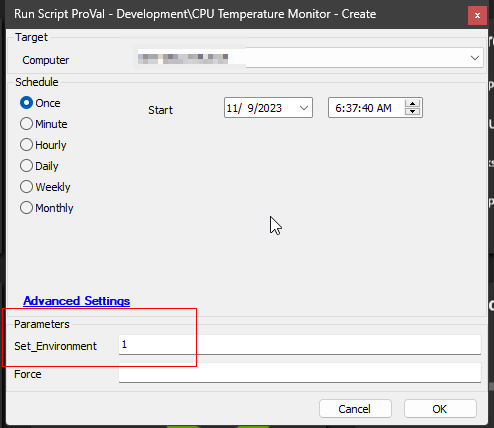 Run Script ProVal - Development\CPU Temperature Monitor - Create
x
Target
Computer
Schedule
Once
Minute
Hourly
Daily
Weekly
Monthly
Start
11/ 9/2023
6:37:40 AM
Advanced Settings
Parameters
Set_Environment
1
Force
Cancel
OK